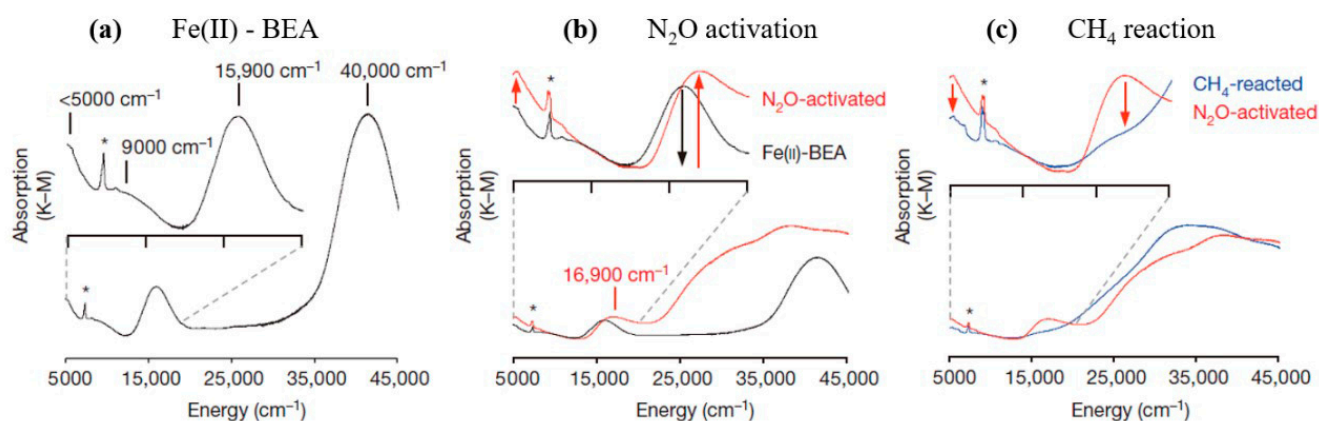 (a) Fe(II) - BEA
<5000 cm⁻¹
9000 cm⁻¹
15,900 cm⁻¹
40,000 cm⁻¹
*
*
Absorption
(K–M)
5000 15,000 25,000 35,000 45,000
Energy (cm⁻¹)
(b) N₂O activation
*
N₂O-activated
Fe(II)-BEA
16,900 cm⁻¹
*
Absorption
(K–M)
5000 15,000 25,000 35,000 45,000
Energy (cm⁻¹)
(c) CH₄ reaction
*
CH₄-reacted
N₂O-activated
*
Absorption
(K–M)
5000 15,000 25,000 35,000 45,000
Energy (cm⁻¹)